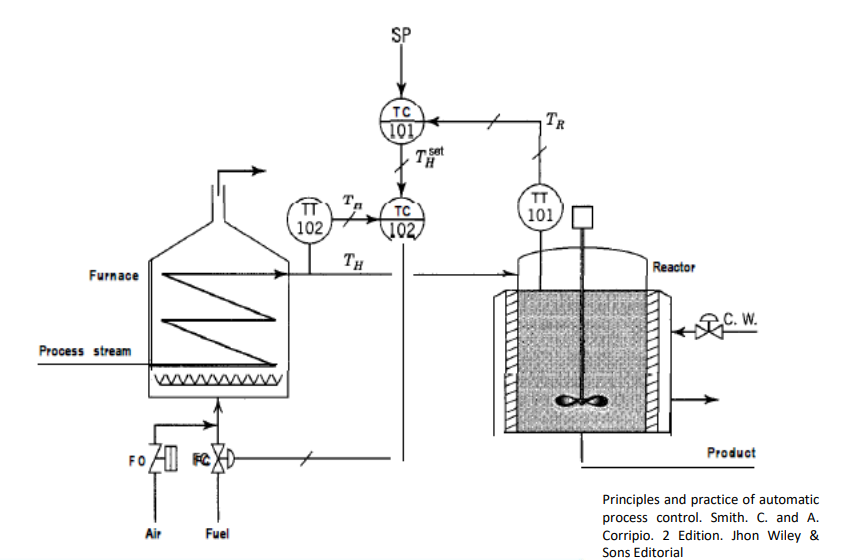 SP
TC
101
T_R
T_H^set
TT
101
TT
102
T_n
TC
102
T_H
Furnace
Reactor
C. W.
Process stream
FO
FC
Product
Air
Fuel
Principles and practice of automatic
process control. Smith. C. and A.
Corripio. 2 Edition. Jhon Wiley &
Sons Editorial